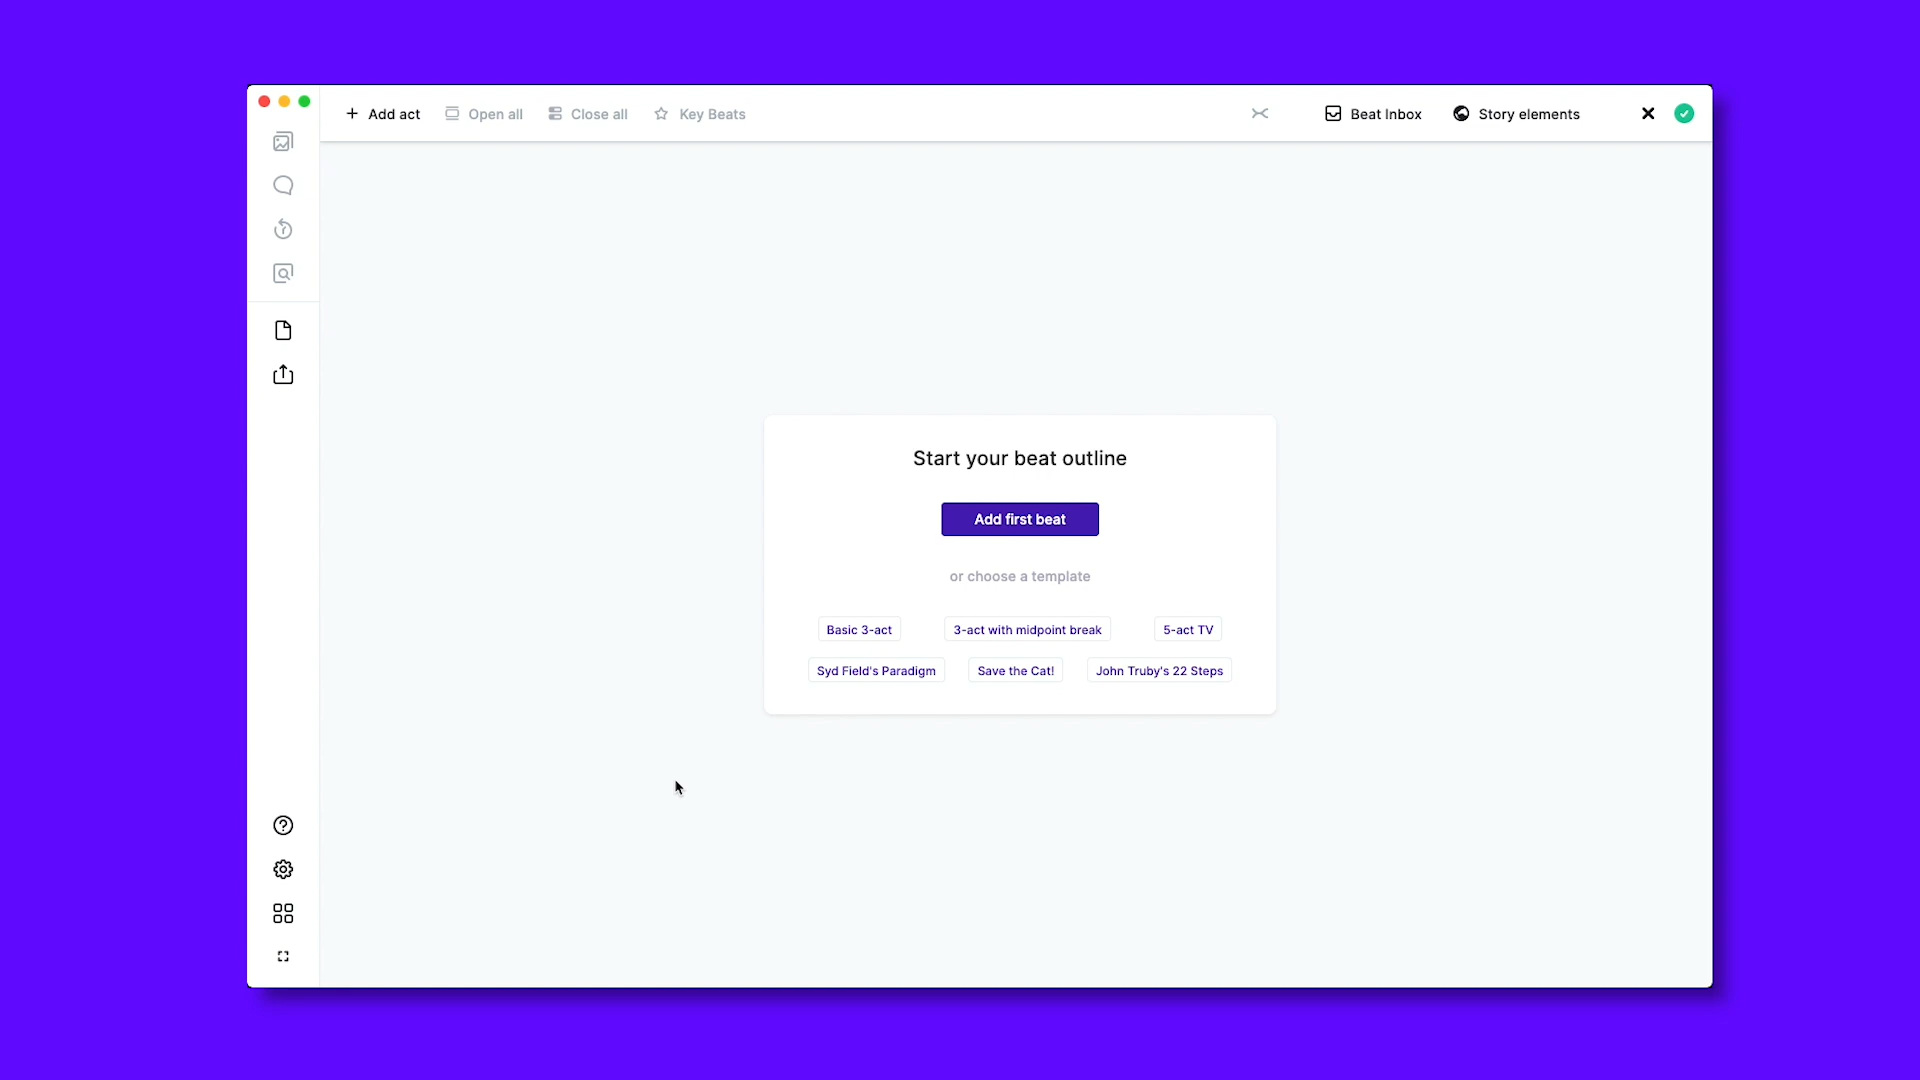 Add act Open all Close all Key Beats Beat Inbox Story elements
Start your beat outline
Add first beat
or choose a template
Basic 3-act 3-act with midpoint break 5-act TV
Syd Field's Paradigm Save the Cat! John Truby's 22 Steps